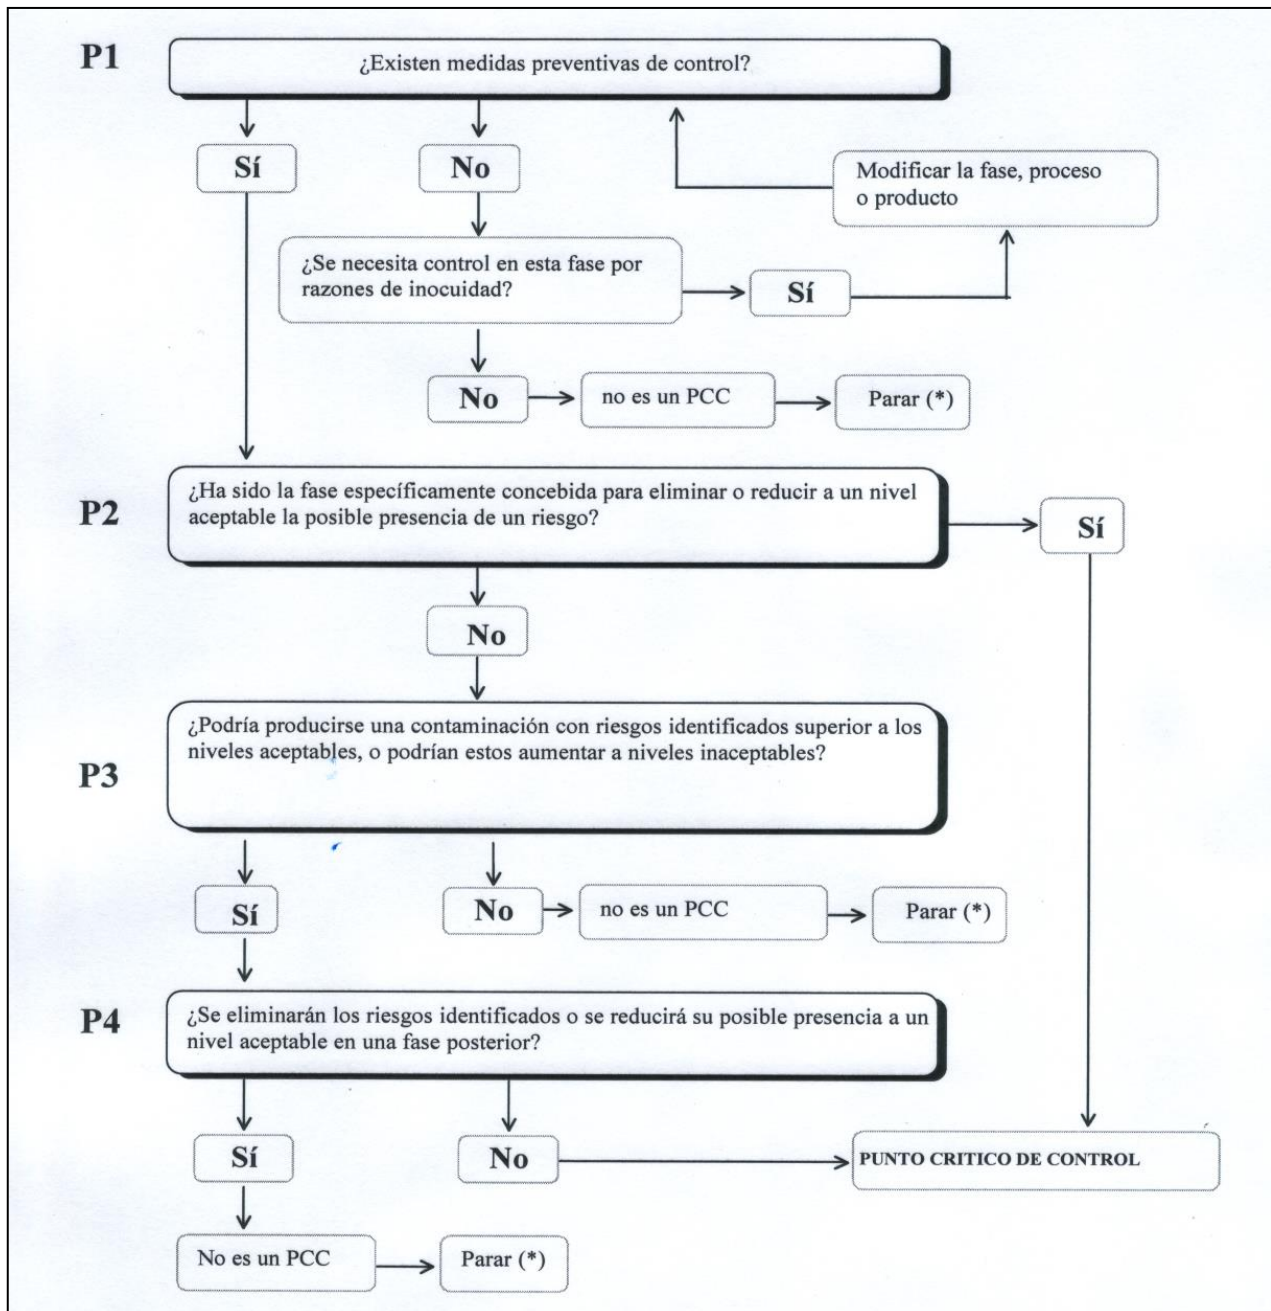 P1
¿Existen medidas preventivas de control?
Sí
No
Modificar la fase, proceso
o producto
¿Se necesita control en esta fase por
razones de inocuidad?
Sí
No
no es un PCC
Parar (*)
P2
¿Ha sido la fase específicamente concebida para eliminar o reducir a un nivel
aceptable la posible presencia de un riesgo?
Sí
No
P3
¿Podría producirse una contaminación con riesgos identificados superior a los
niveles aceptables, o podrían estos aumentar a niveles inaceptables?
Sí
No
no es un PCC
Parar (*)
P4
¿Se eliminarán los riesgos identificados o se reducirá su posible presencia a un
nivel aceptable en una fase posterior?
Sí
No
PUNTO CRITICO DE CONTROL
No es un PCC
Parar (*)